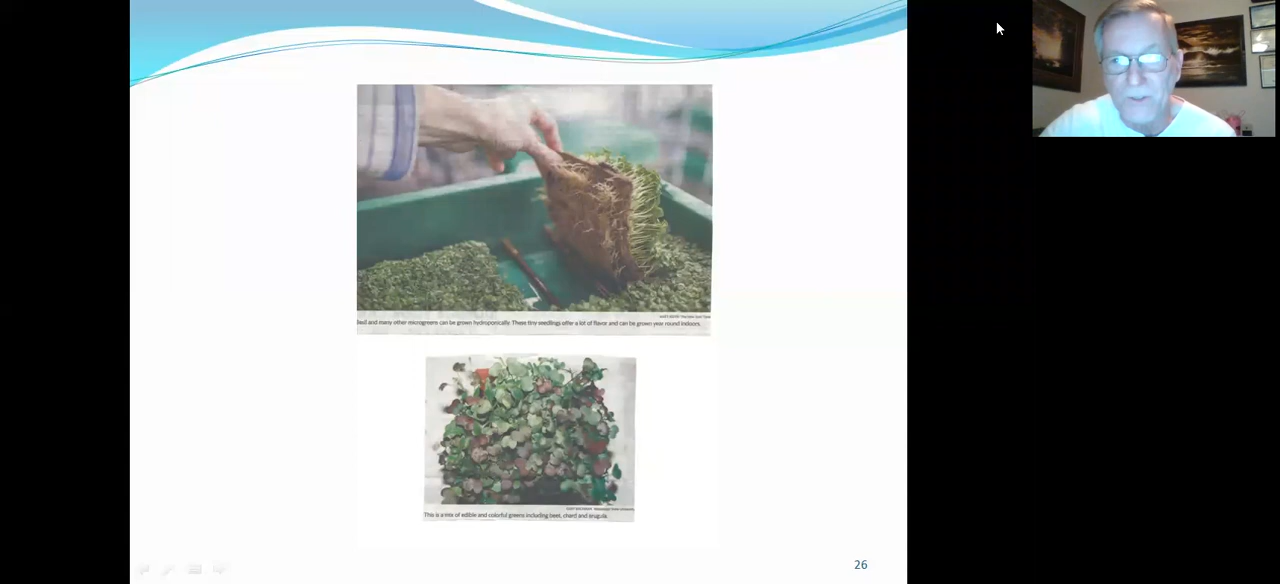 and many other microgreens can be grown hydroponically. These tiny seedlings offer a lot of flavor and can be grown year round indoors.
This is a mix of edible and colorful greens including beet, chard and arugula.
26